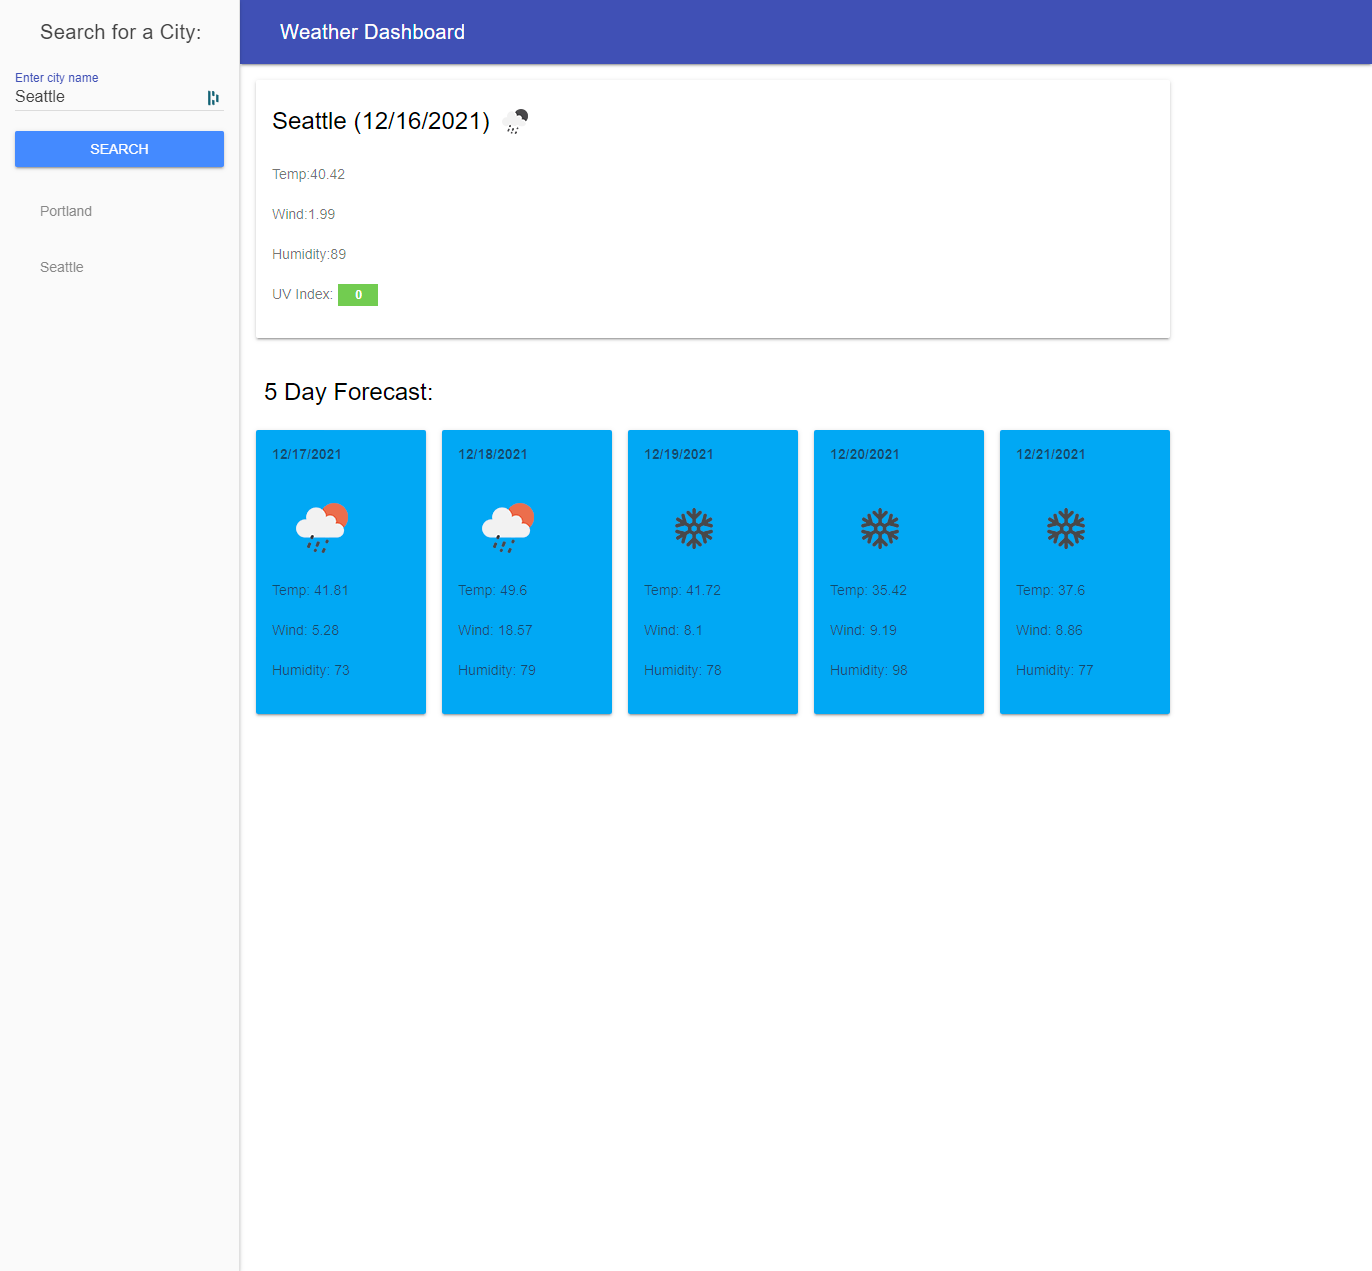 Search for a City:
Enter city name
Seattle
SEARCH
Portland
Seattle
Weather Dashboard
Seattle (12/16/2021)
Temp:40.42
Wind:1.99
Humidity:89
UV Index: 0
5 Day Forecast:
12/17/2021
Temp: 41.81
Wind: 5.28
Humidity: 73
12/18/2021
Temp: 49.6
Wind: 18.57
Humidity: 79
12/19/2021
Temp: 41.72
Wind: 8.1
Humidity: 78
12/20/2021
Temp: 35.42
Wind: 9.19
Humidity: 98
12/21/2021
Temp: 37.6
Wind: 8.86
Humidity: 77